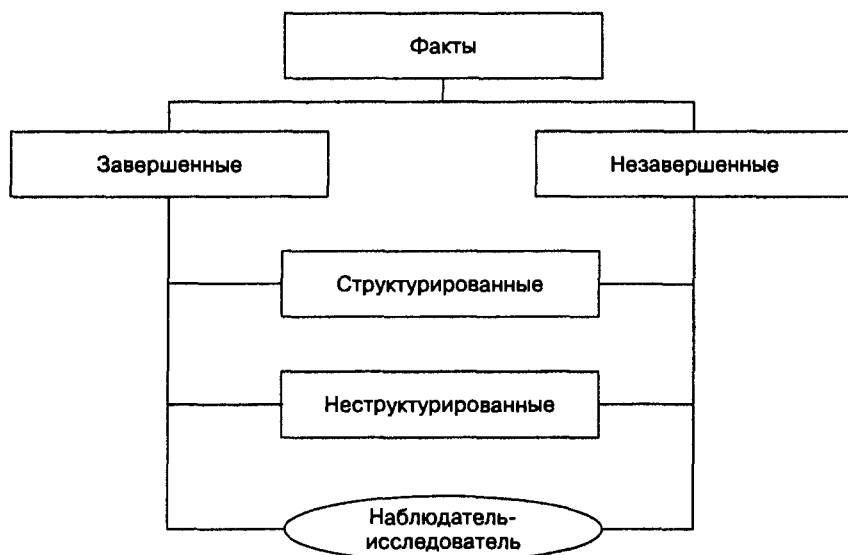 Факты
Завершенные
Незавершенные
Структурированные
Неструктурированные
Наблюдатель-
исследователь